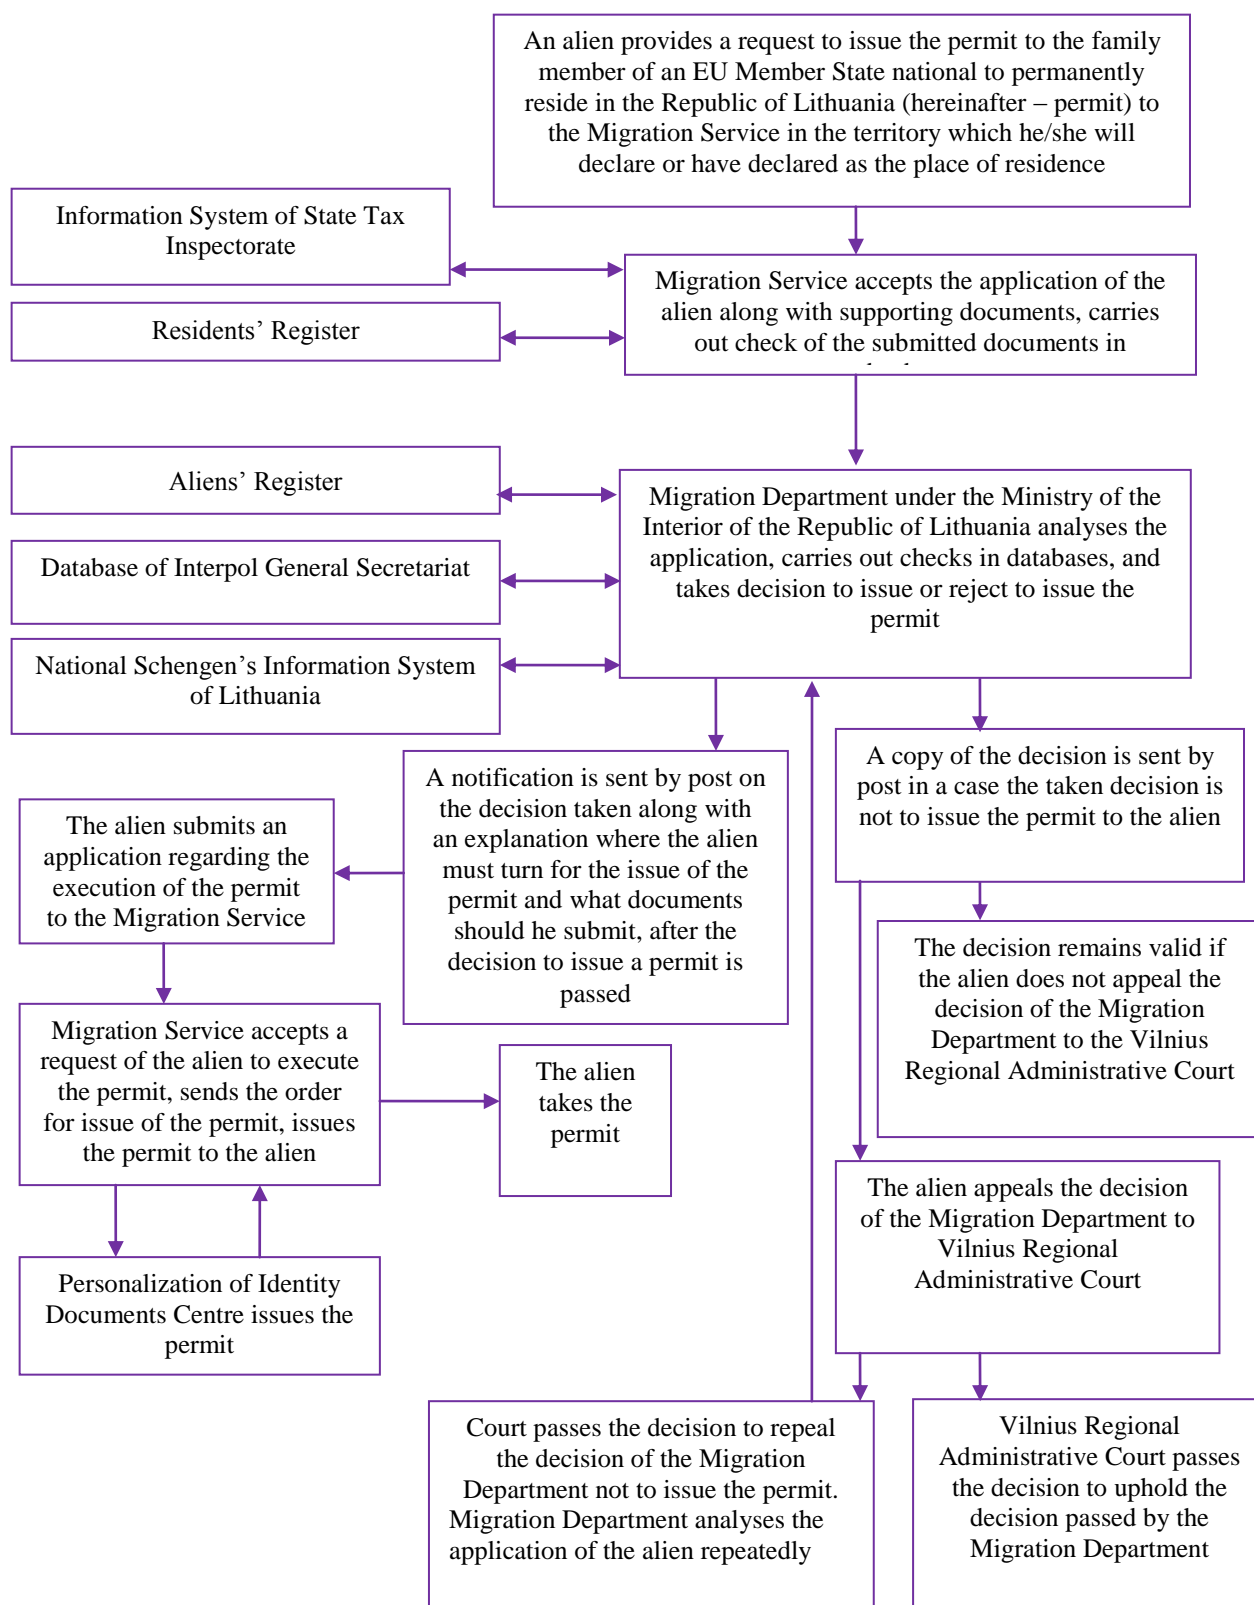 An alien provides a request to issue the permit to the family
member of an EU Member State national to permanently
reside in the Republic of Lithuania (hereinafter – permit) to
the Migration Service in the territory which he/she will
declare or have declared as the place of residence
Information System of State Tax
Inspectorate
Migration Service accepts the application of the
alien along with supporting documents, carries
out check of the submitted documents in
Residents’ Register
Aliens’ Register
Migration Department under the Ministry of the
Interior of the Republic of Lithuania analyses the
application, carries out checks in databases, and
takes decision to issue or reject to issue the
permit
Database of Interpol General Secretariat
National Schengen’s Information System
of Lithuania
A copy of the decision is sent by
post in a case the taken decision is
not to issue the permit to the alien
A notification is sent by post on
the decision taken along with
an explanation where the alien
must turn for the issue of the
permit and what documents
should he submit, after the
decision to issue a permit is
passed
The alien submits an
application regarding the
execution of the permit
to the Migration Service
The decision remains valid if
the alien does not appeal the
decision of the Migration
Department to the Vilnius
Regional Administrative Court
Migration Service accepts a
request of the alien to execute
the permit, sends the order
for issue of the permit, issues
the permit to the alien
The alien
takes the
permit
The alien appeals the decision
of the Migration Department to
Vilnius Regional
Administrative Court
Personalization of Identity
Documents Centre issues the
permit
Court passes the decision to repeal
the decision of the Migration
Department not to issue the permit.
Migration Department analyses the
application of the alien repeatedly
Vilnius Regional
Administrative Court passes
the decision to uphold the
decision passed by the
Migration Department